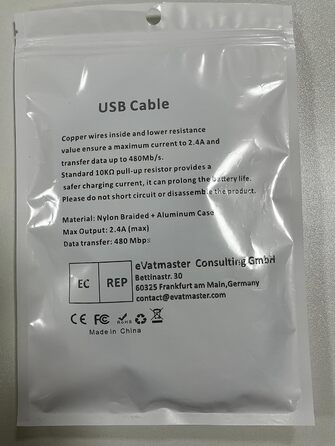 USB Cable
Copper wires inside and lower resistance
value ensure a maximum current to 2.4A and
transfer data up to 480Mb/s.
Standard 10KΩ pull-up resistor provides a
safer charging current, it can prolong the battery life.
Please do not short circuit or disassemble the product.
Material: Nylon Braided + Aluminum Case
Max Output: 2.4A (max)
Data transfer: 480 Mbps
EC REP
eVatmaster Consulting GmbH
Bettinastr. 30
60325 Frankfurt am Main,Germany
contact@evatmaster.com
CE FC RoHS
Made in China